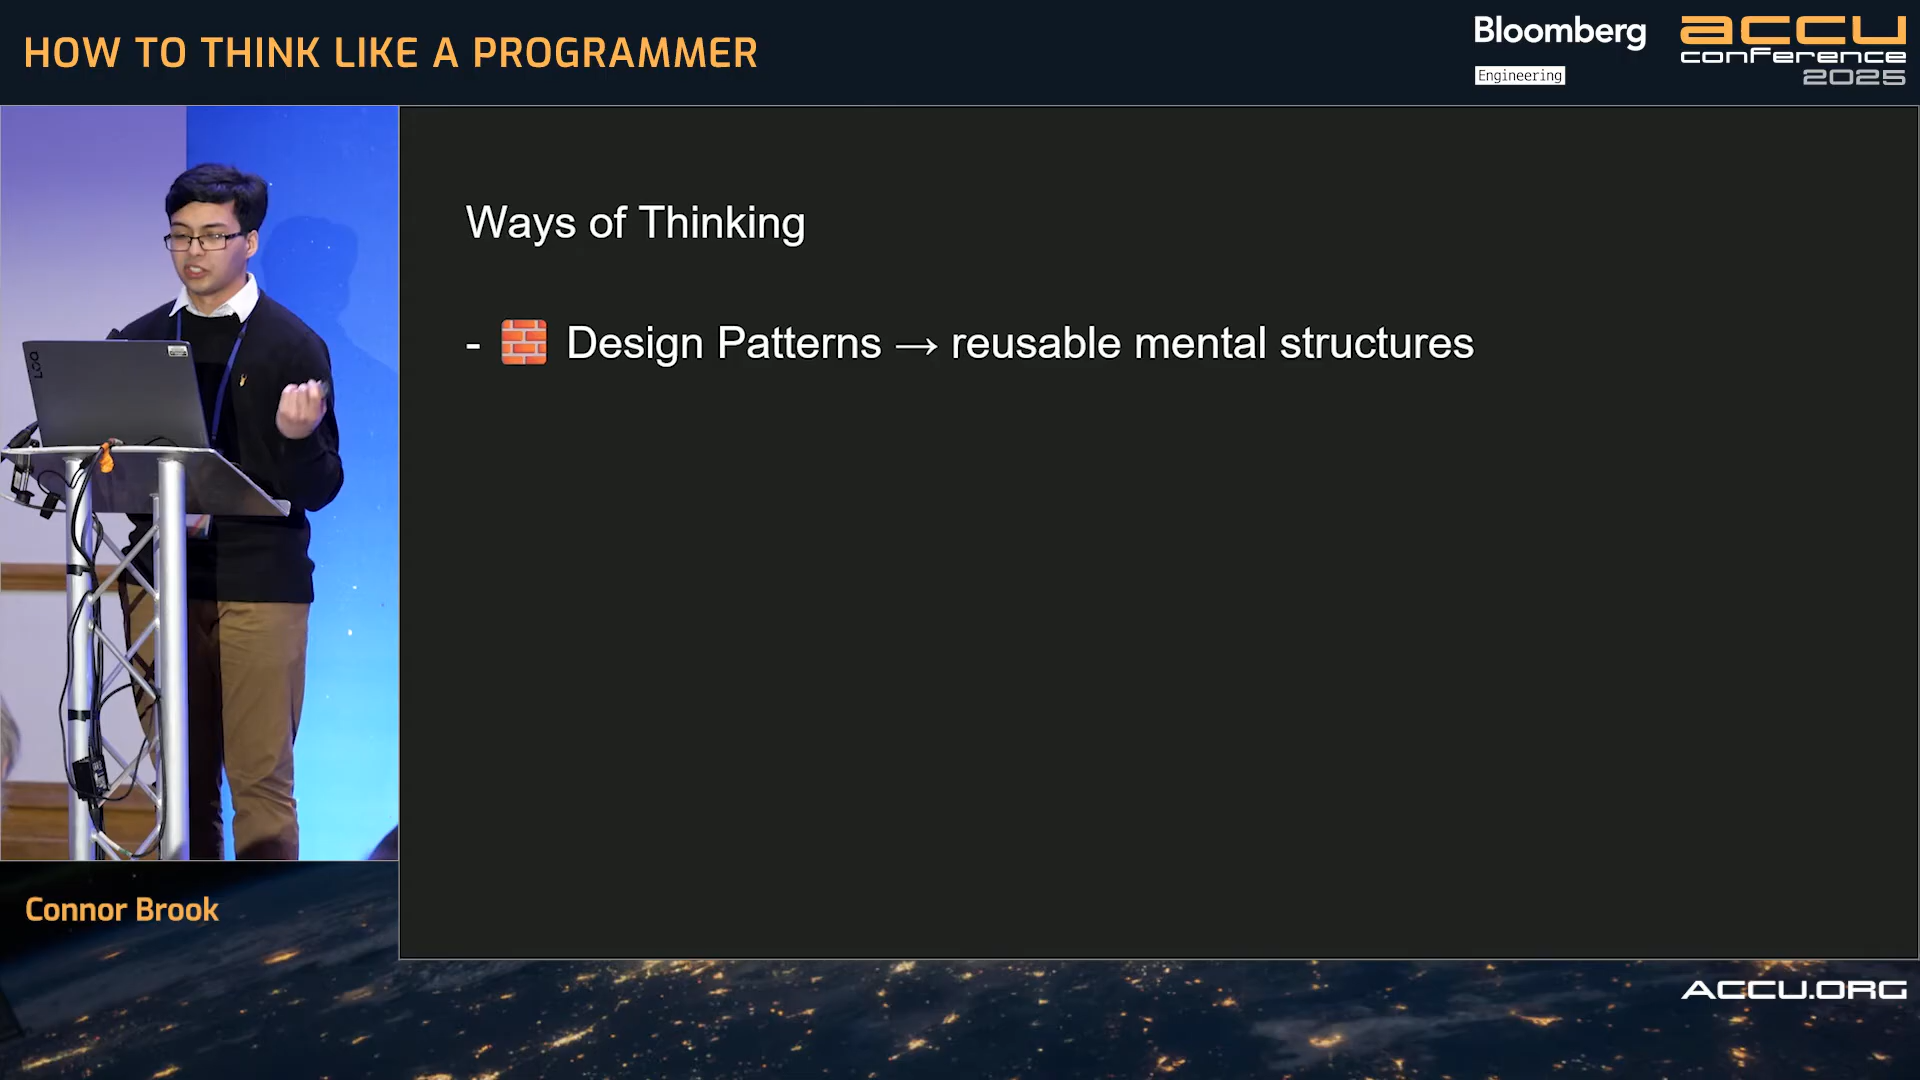 HOW TO THINK LIKE A PROGRAMMER
Bloomberg
Engineering
accu
conference
2025
Ways of Thinking
- 🧱 Design Patterns → reusable mental structures
LOQ
Connor Brook
ACCU.ORG